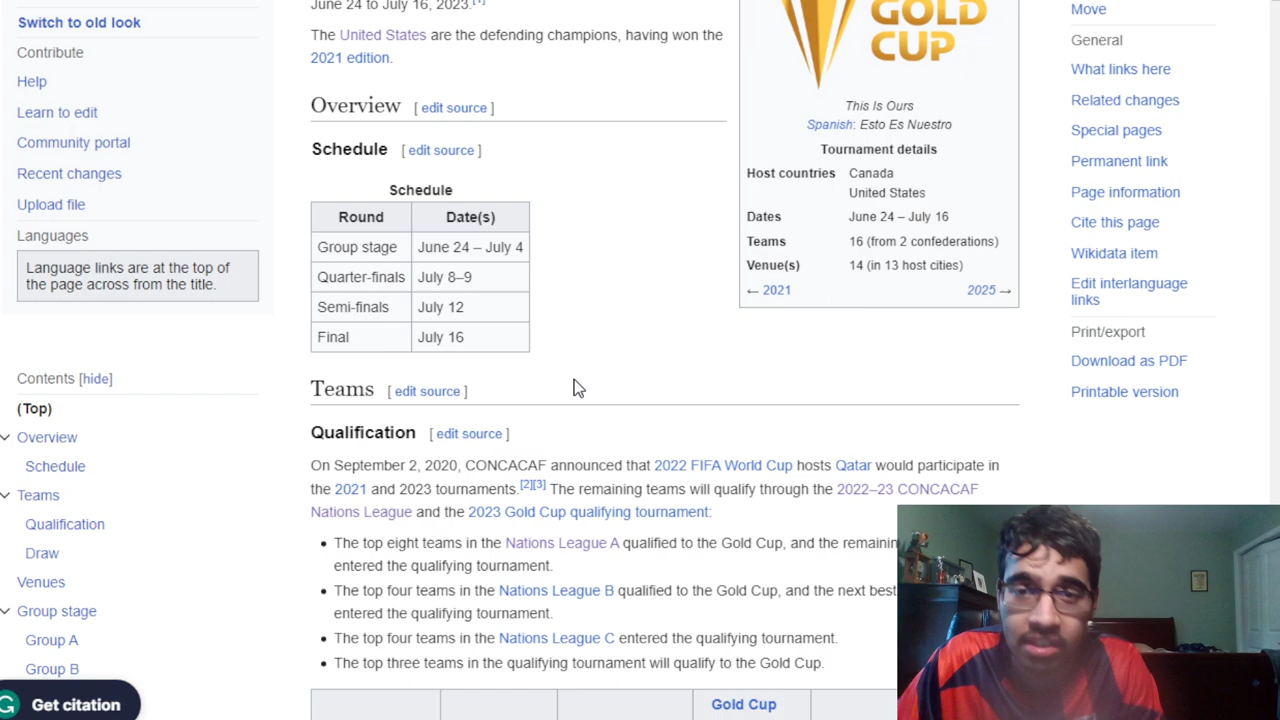 Switch to old look
Contribute
Help
Learn to edit
Community portal
Recent changes
Upload file
Languages
Language links are at the top of
the page across from the title.
Contents [hide]
(Top)
Overview
Schedule
Teams
Qualification
Draw
Venues
Group stage
Group A
Group B
Get citation
June 24 to July 16, 2023.[1]
The United States are the defending champions, having won the
2021 edition.
Overview [ edit source ]
Schedule [ edit source ]
Schedule
Round Date(s)
Group stage June 24 – July 4
Quarter-finals July 8–9
Semi-finals July 12
Final July 16
GOLD
CUP
This Is Ours
Spanish: Esto Es Nuestro
Tournament details
Host countries Canada
United States
Dates June 24 – July 16
Teams 16 (from 2 confederations)
Venue(s) 14 (in 13 host cities)
← 2021 2025 →
Teams [ edit source ]
Qualification [ edit source ]
On September 2, 2020, CONCACAF announced that 2022 FIFA World Cup hosts Qatar would participate in
the 2021 and 2023 tournaments.[2][3] The remaining teams will qualify through the 2022–23 CONCACAF
Nations League and the 2023 Gold Cup qualifying tournament:
• The top eight teams in the Nations League A qualified to the Gold Cup, and the remaining
entered the qualifying tournament.
• The top four teams in the Nations League B qualified to the Gold Cup, and the next best
entered the qualifying tournament.
• The top four teams in the Nations League C entered the qualifying tournament.
• The top three teams in the qualifying tournament will qualify to the Gold Cup.
Gold Cup
Move
General
What links here
Related changes
Special pages
Permanent link
Page information
Cite this page
Wikidata item
Edit interlanguage
links
Print/export
Download as PDF
Printable version